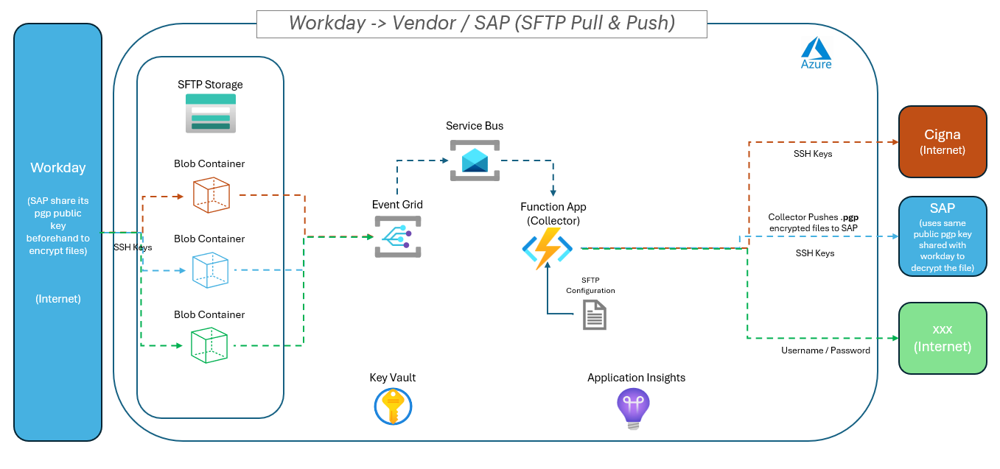 Workday -> Vendor / SAP (SFTP Pull & Push)
Azure
Workday
(SAP share its
pgp public
key
beforehand to
encrypt files)
(Internet)
SSH Keys
SFTP Storage
Blob Container
Blob Container
Blob Container
Event Grid
Service Bus
Function App
(Collector)
SFTP
Configuration
Key Vault
Application Insights
SSH Keys
Collector Pushes .pgp
encrypted files to SAP
SSH Keys
Username / Password
Cigna
(Internet)
SAP
(uses same
public pgp key
shared with
workday to
decrypt the file)
xxx
(Internet)